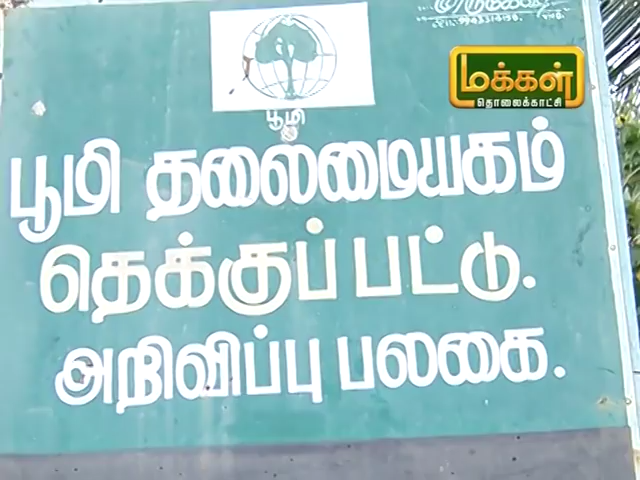 மக்கள்
தொலைக்காட்சி
பூமி
பூமி தலைமையகம்
தெக்குப்பட்டு.
அறிவிப்பு பலகை.